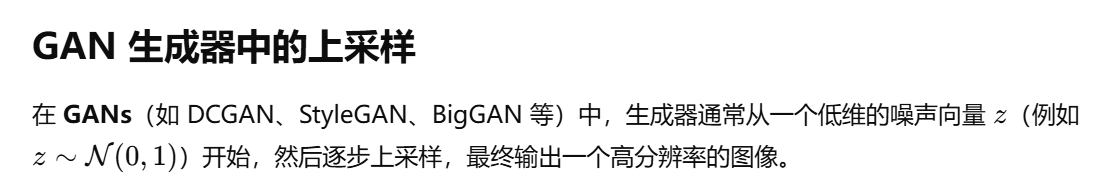 GAN 生成器中的上采样
在 GANs（如 DCGAN、StyleGAN、BigGAN 等）中，生成器通常从一个低维的噪声向量 z（例如
z ∼ 𝒩(0, 1)）开始，然后逐步上采样，最终输出一个高分辨率的图像。